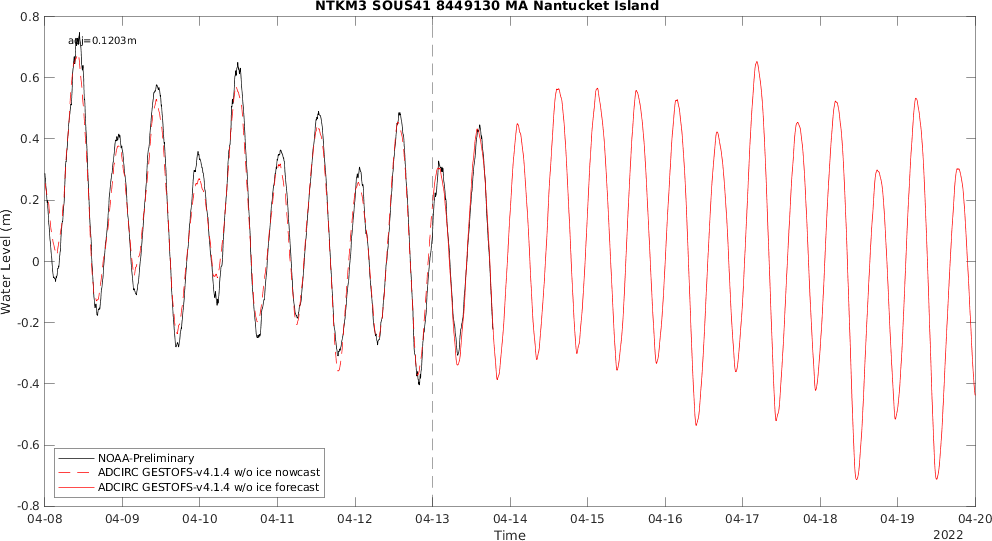 NTKM3 SOUS41 8449130 MA Nantucket Island
adj=0.1203m
0.8
0.6
0.4
0.2
0
-0.2
-0.4
-0.6
-0.8
Water Level (m)
NOAA-Preliminary
ADCIRC GESTOFS-v4.1.4 w/o ice nowcast
ADCIRC GESTOFS-v4.1.4 w/o ice forecast
04-08 04-09 04-10 04-11 04-12 04-13 04-14 04-15 04-16 04-17 04-18 04-19 04-20
Time
2022